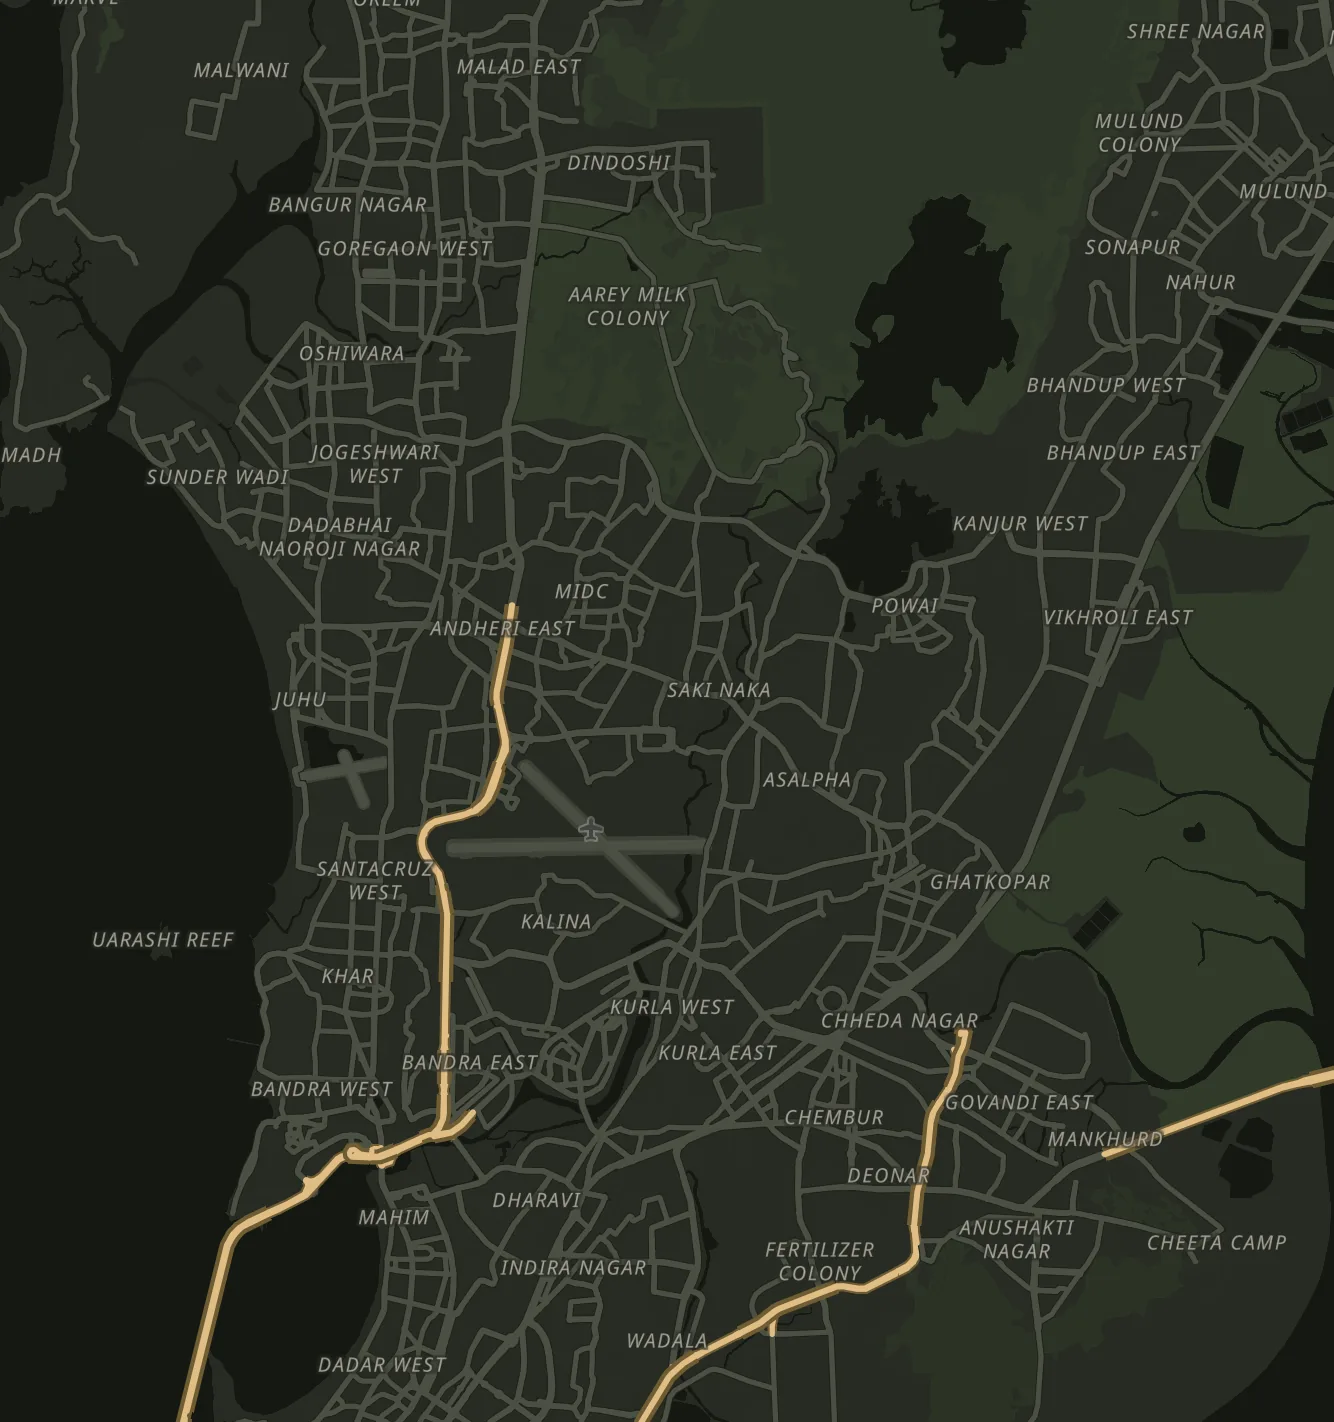 MARVE
ORLEM
SHREE NAGAR
MALWANI
MALAD EAST
MULUND
COLONY
DINDOSHI
MULUND
BANGUR NAGAR
GOREGAON WEST
SONAPUR
NAHUR
AAREY MILK
COLONY
OSHIWARA
BHANDUP WEST
MADH
JOGESHWARI
WEST
BHANDUP EAST
SUNDER WADI
DADABHAI
NAOROJI NAGAR
KANJUR WEST
MIDC
POWAI
VIKHROLI EAST
ANDHERI EAST
JUHU
SAKI NAKA
ASALPHA
SANTACRUZ
WEST
GHATKOPAR
KALINA
UARASHI REEF
KHAR
KURLA WEST
CHHEDA NAGAR
BANDRA EAST
KURLA EAST
BANDRA WEST
GOVANDI EAST
CHEMBUR
MANKHURD
DEONAR
DHARAVI
MAHIM
ANUSHAKTI
NAGAR
CHEETA CAMP
FERTILIZER
COLONY
INDIRA NAGAR
WADALA
DADAR WEST